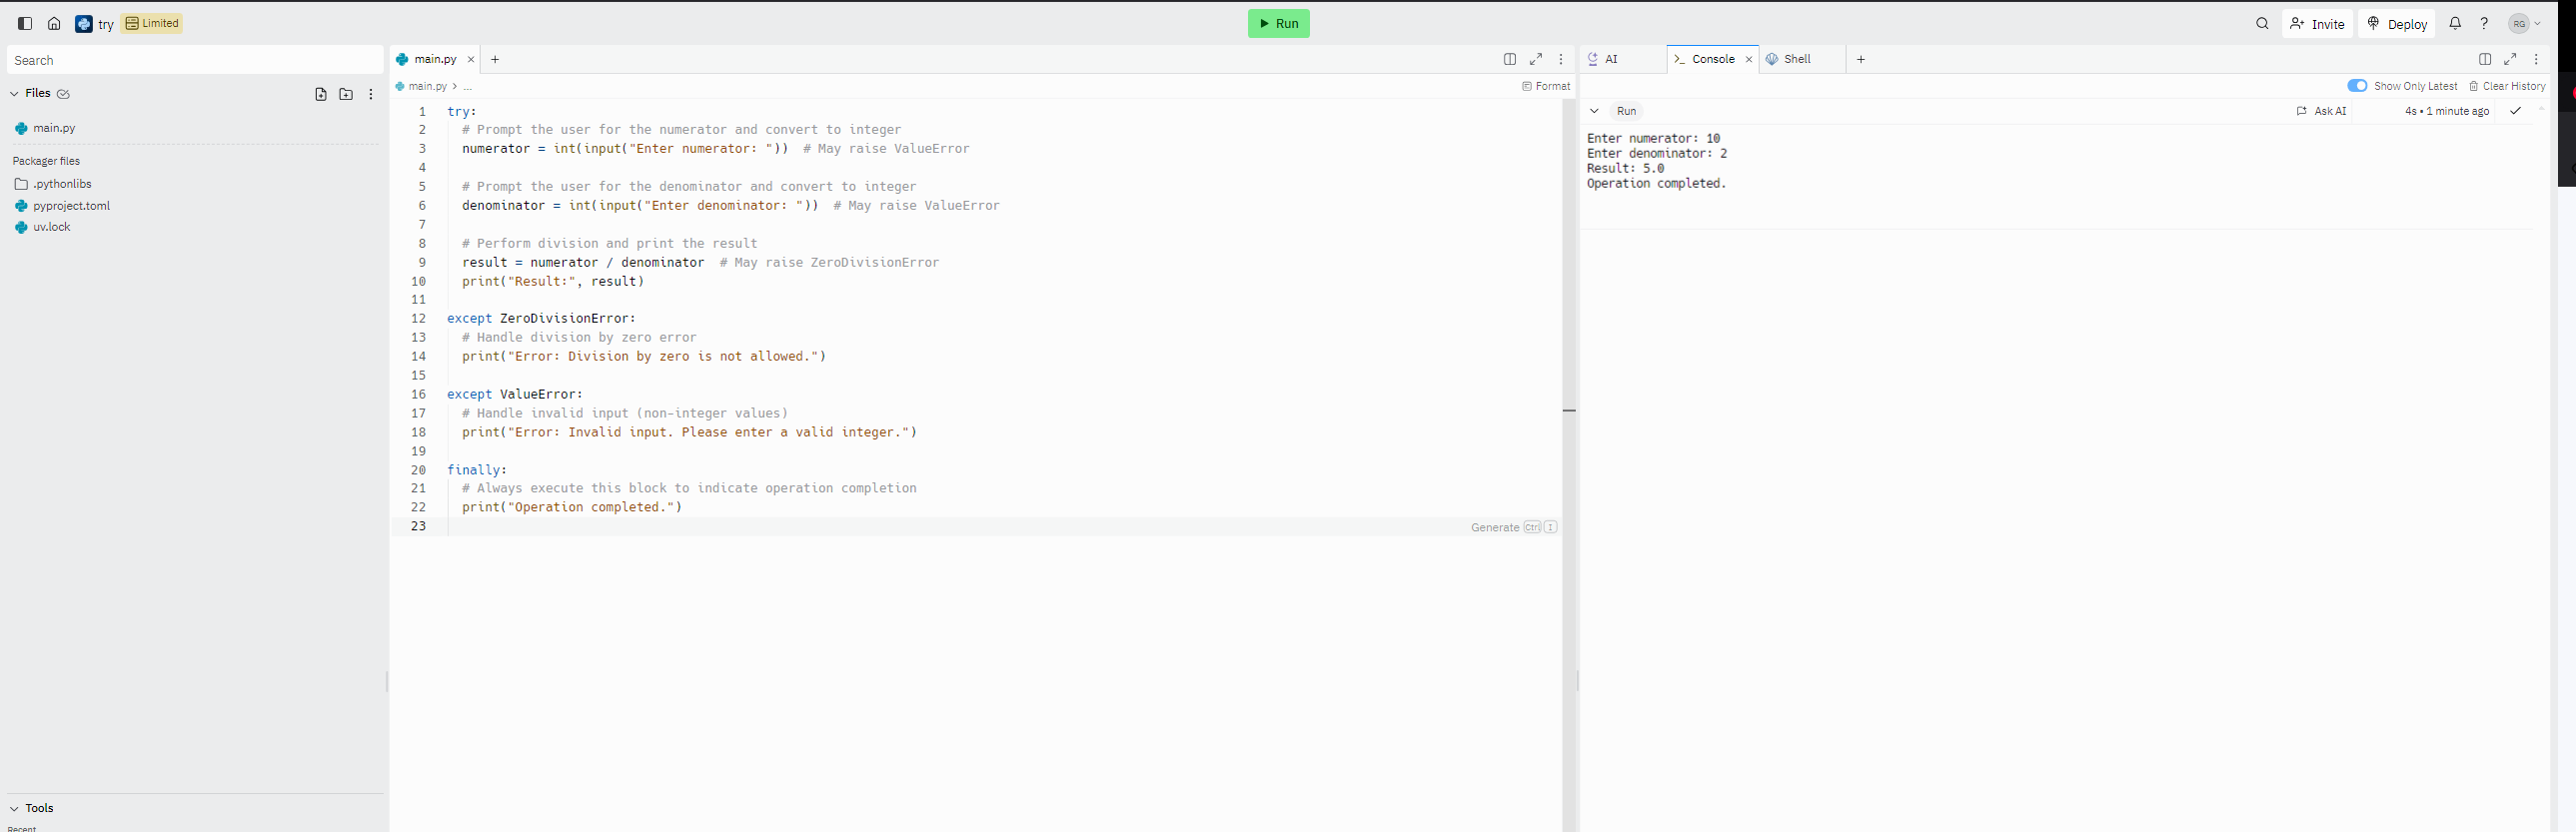 try Limited
Run
Invite Deploy ? RG
Search
Files
main.py
Packager files
.pythonlibs
pyproject.toml
uv.lock
Tools
Recent
main.py × +
main.py > ...
Format
1 try:
2 # Prompt the user for the numerator and convert to integer
3 numerator = int(input("Enter numerator: ")) # May raise ValueError
4
5 # Prompt the user for the denominator and convert to integer
6 denominator = int(input("Enter denominator: ")) # May raise ValueError
7
8 # Perform division and print the result
9 result = numerator / denominator # May raise ZeroDivisionError
10 print("Result:", result)
11
12 except ZeroDivisionError:
13 # Handle division by zero error
14 print("Error: Division by zero is not allowed.")
15
16 except ValueError:
17 # Handle invalid input (non-integer values)
18 print("Error: Invalid input. Please enter a valid integer.")
19
20 finally:
21 # Always execute this block to indicate operation completion
22 print("Operation completed.")
23
Generate Ctrl I
AI Console × Shell +
Show Only Latest Clear History
Run Ask AI 4s • 1 minute ago
Enter numerator: 10
Enter denominator: 2
Result: 5.0
Operation completed.